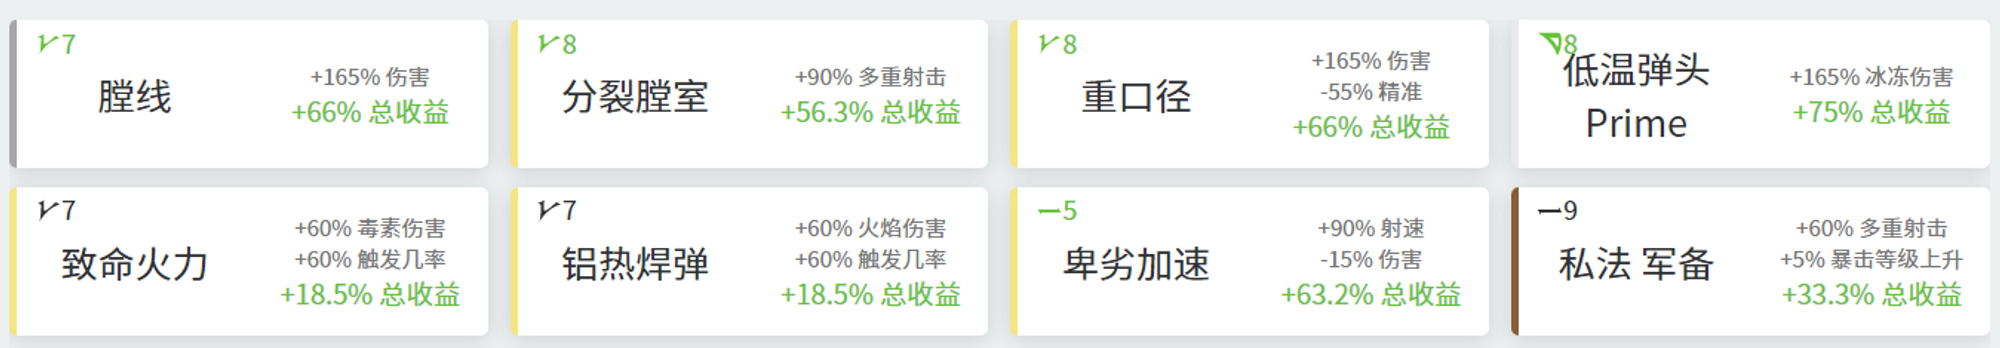 7
膛线
+165% 伤害
+66% 总收益
8
分裂膛室
+90% 多重射击
+56.3% 总收益
8
重口径
+165% 伤害
-55% 精准
+66% 总收益
8
低温弹头
Prime
+165% 冰冻伤害
+75% 总收益
7
致命火力
+60% 毒素伤害
+60% 触发几率
+18.5% 总收益
7
铝热焊弹
+60% 火焰伤害
+60% 触发几率
+18.5% 总收益
5
卑劣加速
+90% 射速
-15% 伤害
+63.2% 总收益
9
私法 军备
+60% 多重射击
+5% 暴击等级上升
+33.3% 总收益